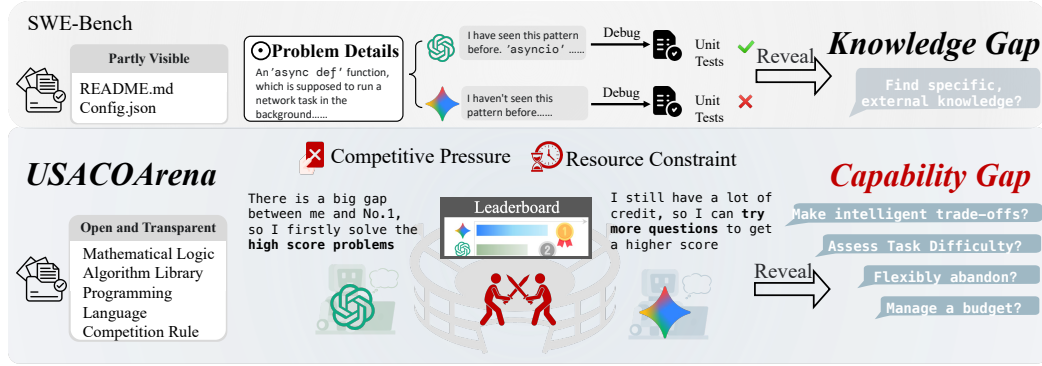 SWE-Bench
Partly Visible
README.md
Config.json
Problem Details
An 'async def' function,
which is supposed to run a
network task in the
background……
I have seen this pattern
before. 'asyncio' ……
Debug
Unit
Tests
I haven't seen this
pattern before……
Debug
Unit
Tests
Reveal
Knowledge Gap
Find specific,
external knowledge?
USACOArena
Open and Transparent
Mathematical Logic
Algorithm Library
Programming
Language
Competition Rule
Competitive Pressure
Resource Constraint
There is a big gap
between me and No.1,
so I firstly solve the
high score problems
Leaderboard
1
2
I still have a lot of
credit, so I can try
more questions to get
a higher score
Reveal
Capability Gap
Make intelligent trade-offs?
Assess Task Difficulty?
Flexibly abandon?
Manage a budget?